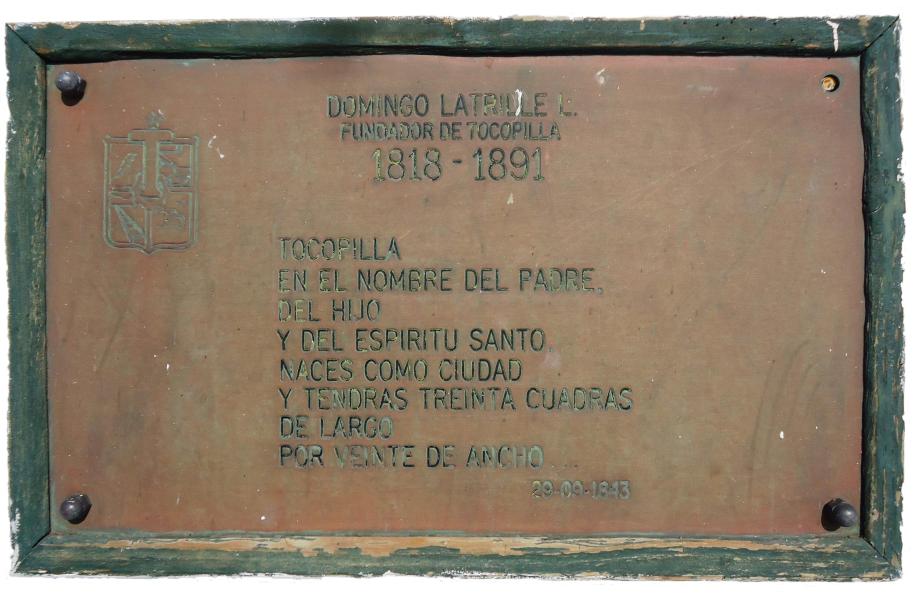 DOMINGO LATRILLE L.
FUNDADOR DE TOCOPILLA
1818 - 1891
TOCOPILLA
EN EL NOMBRE DEL PADRE,
DEL HIJO
Y DEL ESPIRITU SANTO
NACES COMO CIUDAD
Y TENDRAS TREINTA CUADRAS
DE LARGO
POR VEINTE DE ANCHO...
29-09-1843